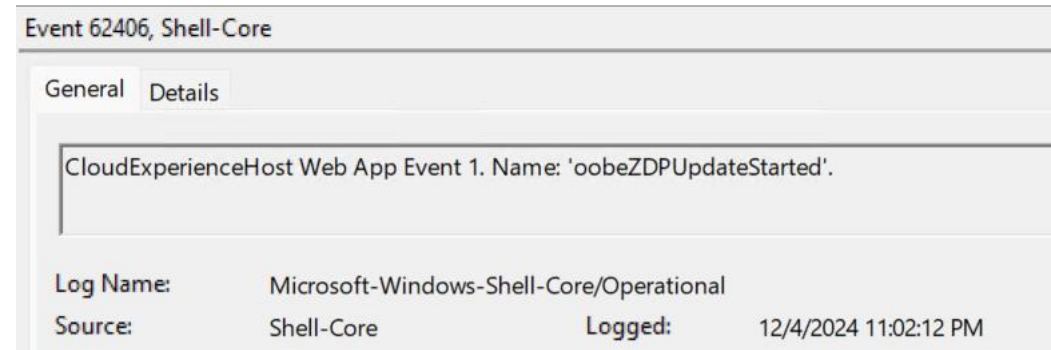 Event 62406, Shell-Core
General Details
CloudExperienceHost Web App Event 1. Name: 'oobeZDPUpdateStarted'.
Log Name: Microsoft-Windows-Shell-Core/Operational
Source: Shell-Core Logged: 12/4/2024 11:02:12 PM